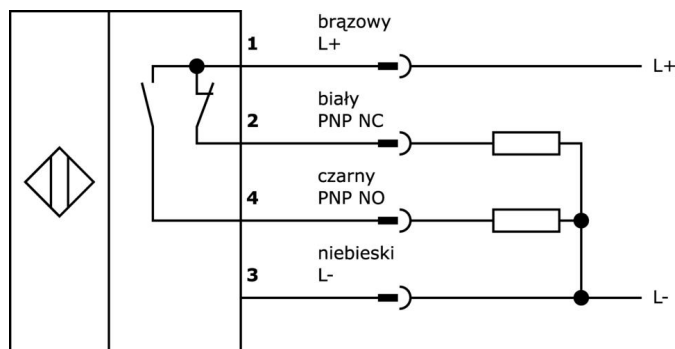 brązowy
1 L+ L+
biały
2 PNP NC
czarny
4 PNP NO
niebieski
3 L- L-